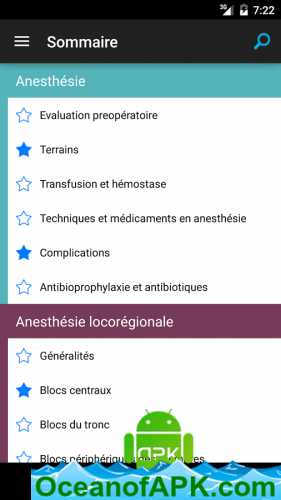 3G 7:22
Sommaire
Anesthésie
Evaluation preopératoire
Terrains
Transfusion et hémostase
Techniques et médicaments en anesthésie
Complications
Antibioprophylaxie et antibiotiques
Anesthésie locorégionale
Généralités
Blocs centraux
Blocs du tronc
Blocs périphériques des
APK
OceanofAPK.com